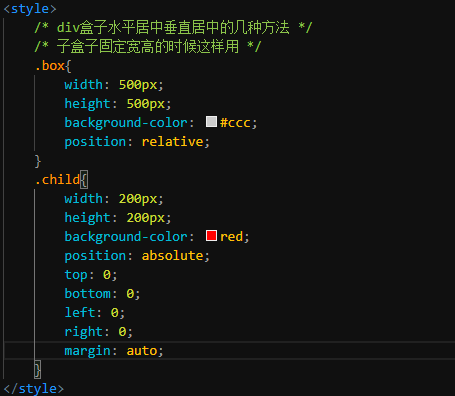 <style>
/* div盒子水平居中垂直居中的几种方法 */
/* 子盒子固定宽高的时候这样用 */
.box{
width: 500px;
height: 500px;
background-color: #ccc;
position: relative;
}
.child{
width: 200px;
height: 200px;
background-color: red;
position: absolute;
top: 0;
bottom: 0;
left: 0;
right: 0;
margin: auto;
}
</style>